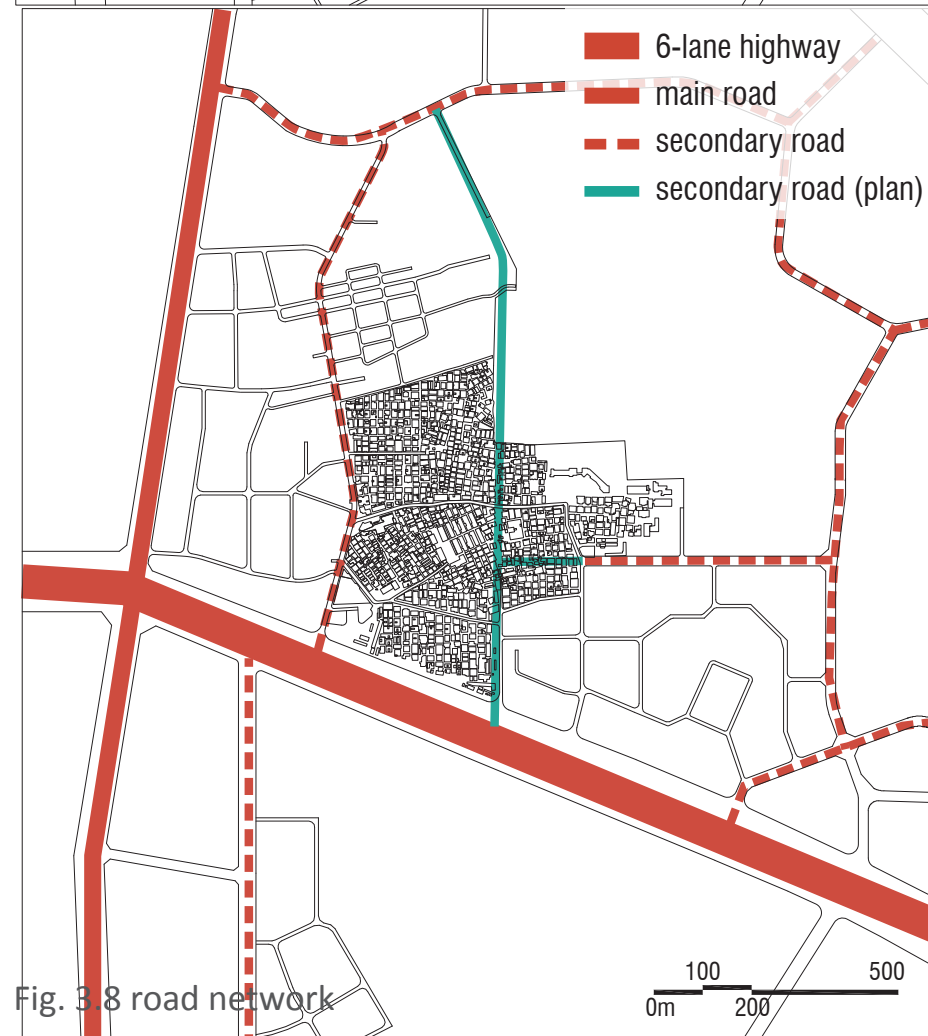 6-lane highway
main road
secondary road
secondary road (plan)
100 500
0m 200
Fig. 3.8 road network